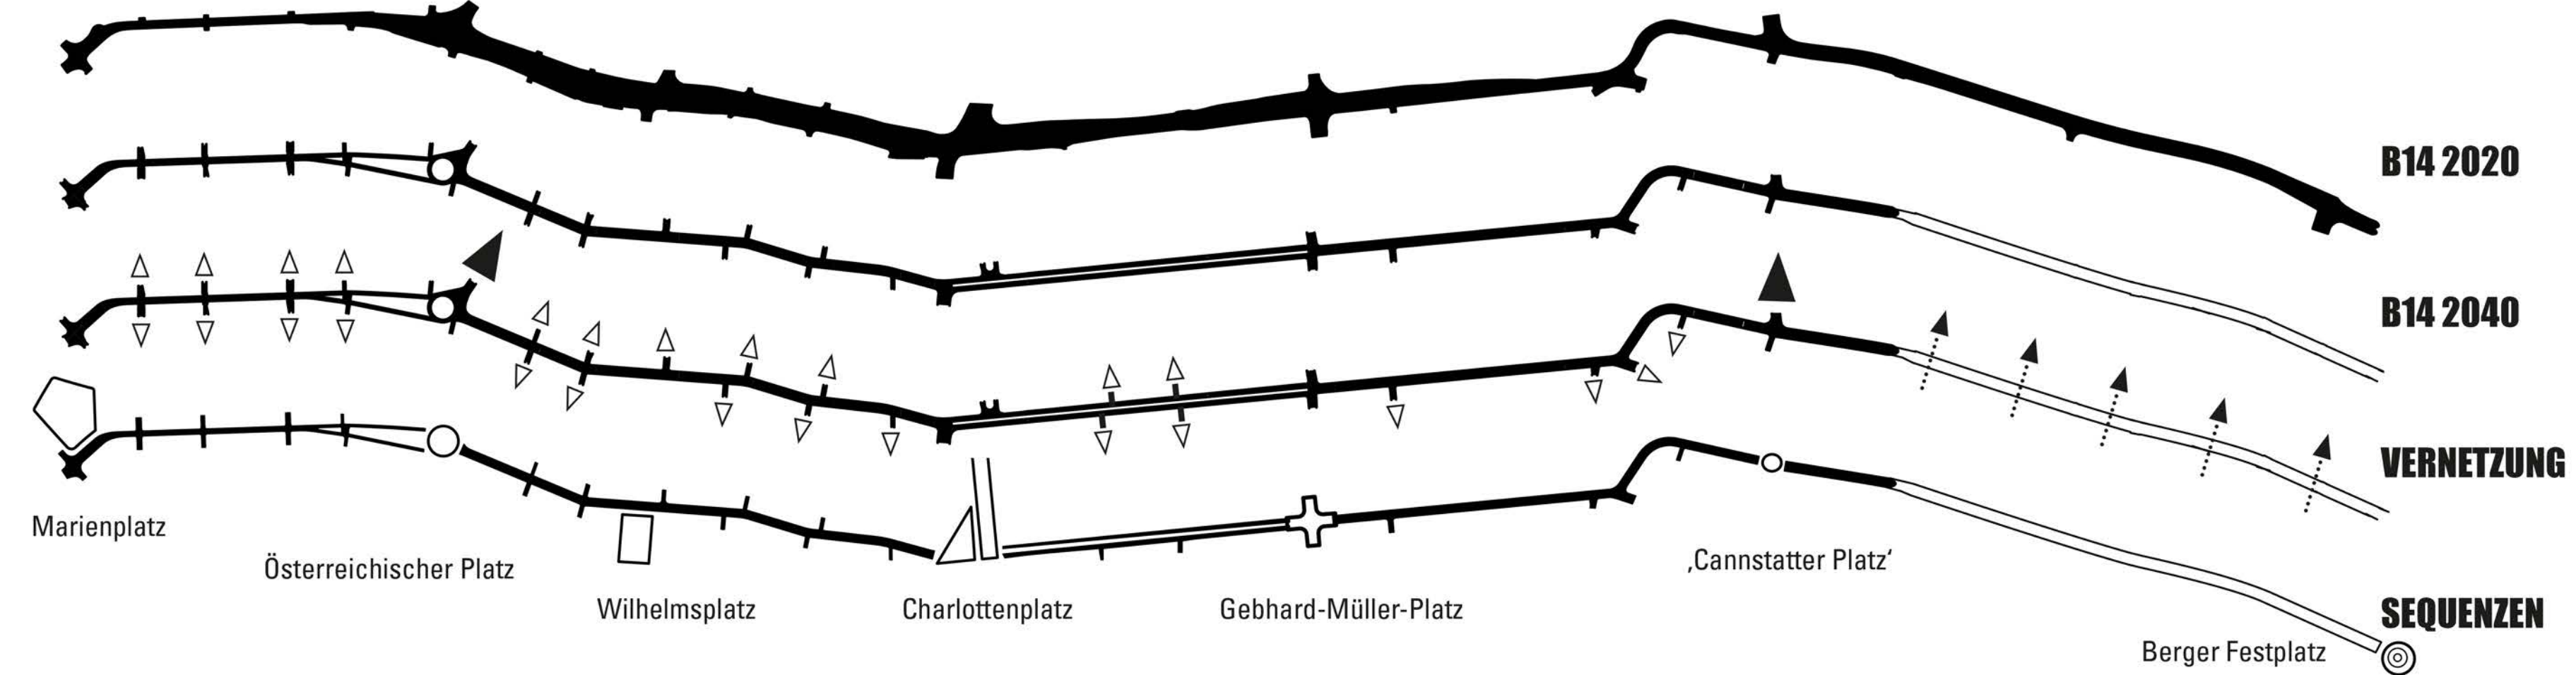 B14 2020
B14 2040
VERNETZUNG
SEQUENZEN
Marienplatz
Österreichischer Platz
Wilhelmsplatz
Charlottenplatz
Gebhard-Müller-Platz
‚Cannstatter Platz‘
Berger Festplatz